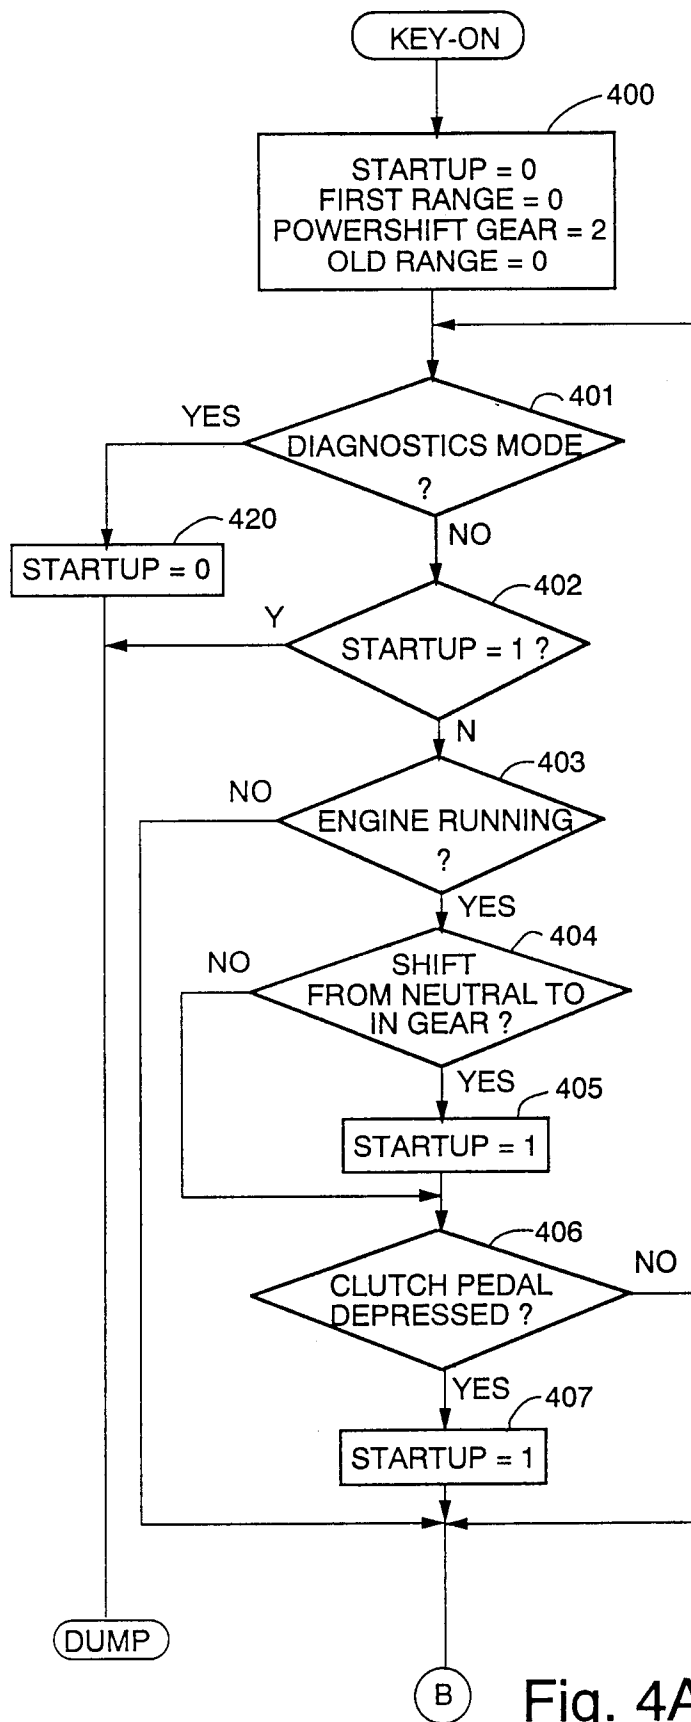 KEY-ON
400
STARTUP = 0
FIRST RANGE = 0
POWERSHIFT GEAR = 2
OLD RANGE = 0
401
YES
DIAGNOSTICS MODE
?
NO
420
STARTUP = 0
402
Y
STARTUP = 1 ?
N
403
NO
ENGINE RUNNING
?
YES
404
NO
SHIFT
FROM NEUTRAL TO
IN GEAR ?
YES
405
STARTUP = 1
406
NO
CLUTCH PEDAL
DEPRESSED ?
YES
407
STARTUP = 1
DUMP
B
Fig. 4A